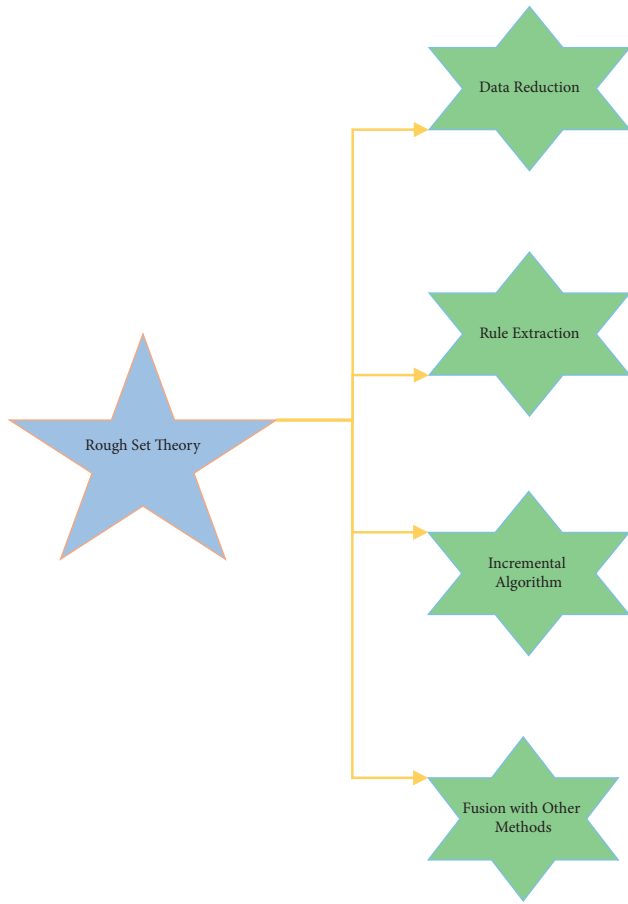 Data Reduction
Rule Extraction
Rough Set Theory
Incremental
Algorithm
Fusion with Other
Methods